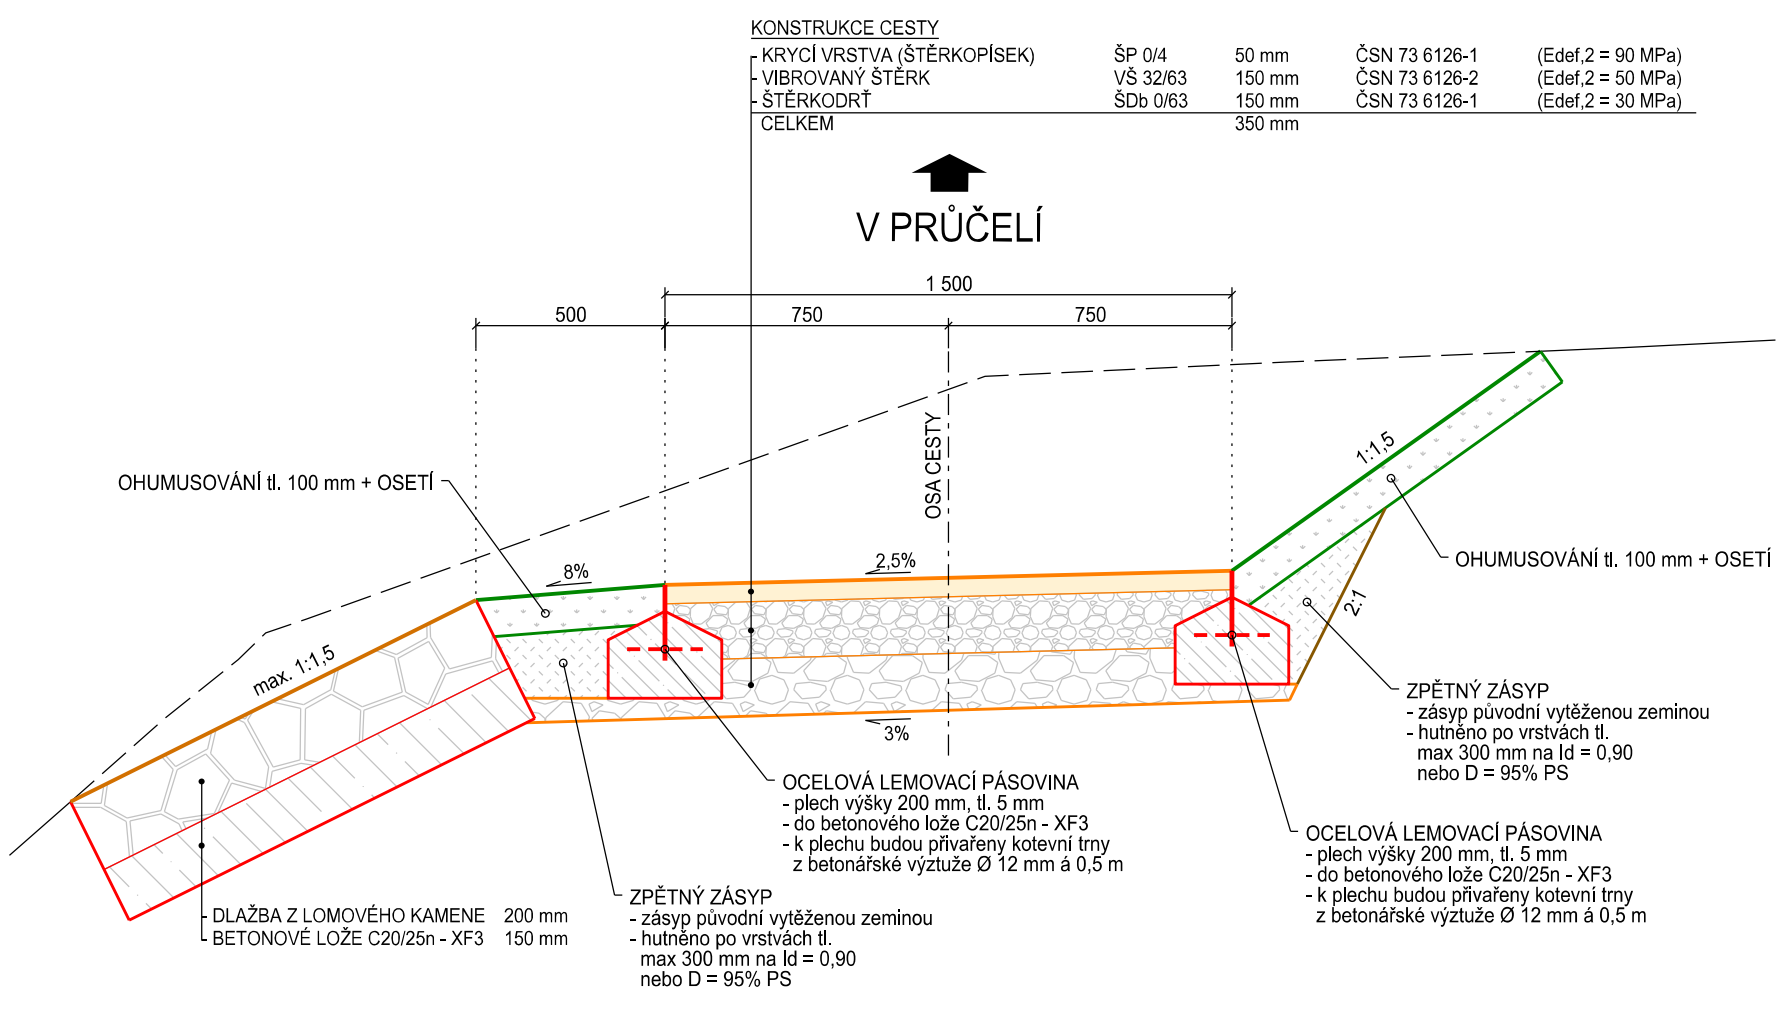 KONSTRUKCE CESTY
- KRYCÍ VRSTVA (ŠTĚRKOPÍSEK) ŠP 0/4 50 mm ČSN 73 6126-1 (Edef,2 = 90 MPa)
- VIBROVANÝ ŠTĚRK VŠ 32/63 150 mm ČSN 73 6126-2 (Edef,2 = 50 MPa)
- ŠTĚRKODRŤ ŠDb 0/63 150 mm ČSN 73 6126-1 (Edef,2 = 30 MPa)
CELKEM 350 mm
V PRŮČELÍ
1 500
500 750 750
OSA CESTY
1:1,5
OHUMUSOVÁNÍ tl. 100 mm + OSETÍ
8%
2,5%
OHUMUSOVÁNÍ tl. 100 mm + OSETÍ
2:1
max. 1:1,5
3%
ZPĚTNÝ ZÁSYP
- zásyp původní vytěženou zeminou
- hutněno po vrstvách tl.
max 300 mm na Id = 0,90
nebo D = 95% PS
OCELOVÁ LEMOVACÍ PÁSOVINA
- plech výšky 200 mm, tl. 5 mm
- do betonového lože C20/25n - XF3
- k plechu budou přivařeny kotevní trny
z betonářské výztuže Ø 12 mm á 0,5 m
OCELOVÁ LEMOVACÍ PÁSOVINA
- plech výšky 200 mm, tl. 5 mm
- do betonového lože C20/25n - XF3
- k plechu budou přivařeny kotevní trny
z betonářské výztuže Ø 12 mm á 0,5 m
- DLAŽBA Z LOMOVÉHO KAMENE 200 mm
- BETONOVÉ LOŽE C20/25n - XF3 150 mm
ZPĚTNÝ ZÁSYP
- zásyp původní vytěženou zeminou
- hutněno po vrstvách tl.
max 300 mm na Id = 0,90
nebo D = 95% PS